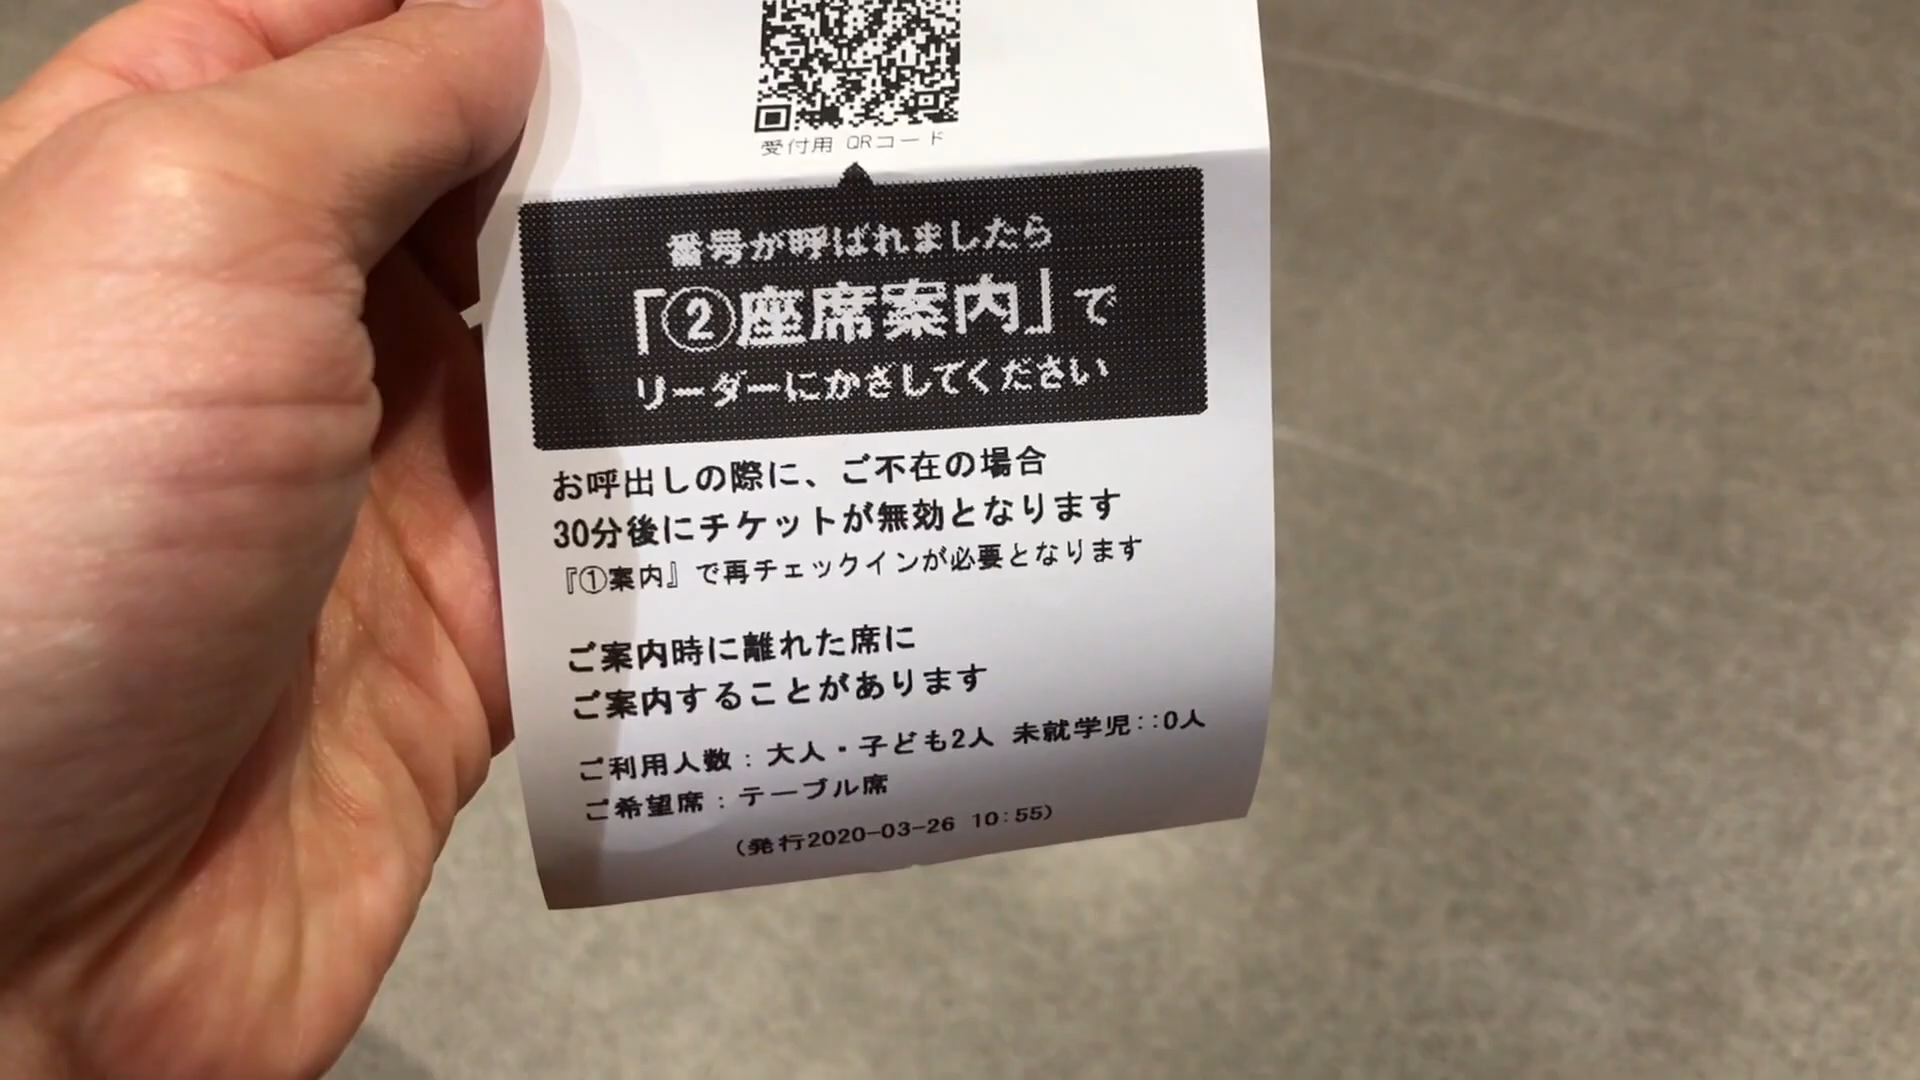 受付用 QRコード
番号が呼ばれましたら
「②座席案内」で
リーダーにかざしてください
お呼出しの際に、ご不在の場合
30分後にチケットが無効となります
『①案内』で再チェックインが必要となります
ご案内時に離れた席に
ご案内することがあります
ご利用人数：大人・子ども2人 未就学児::0人
ご希望席：テーブル席
(発行2020-03-26 10:55)